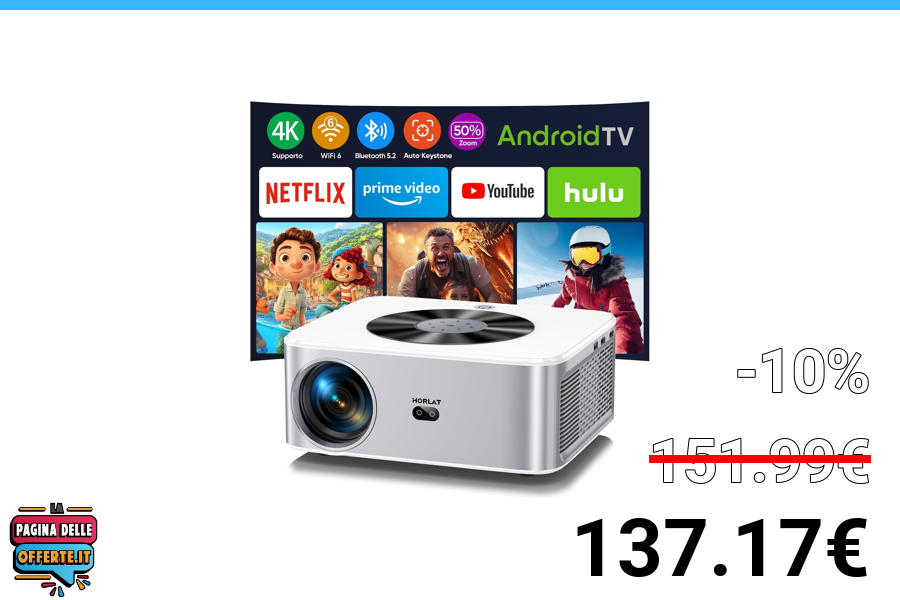 4K
Supporto
6
WiFi 6
Bluetooth 5.2
Auto Keystone
50%
Zoom
AndroidTV
NETFLIX
prime video
YouTube
hulu
HORLAT
-10%
151.99€
137.17€
LA
PAGINA DELLE
OFFERTE.IT